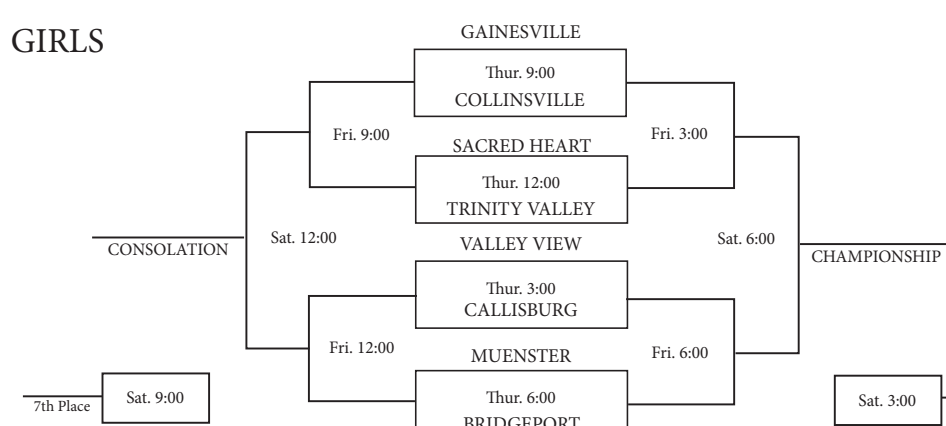 GIRLS
GAINESVILLE
Thur. 9:00
COLLINSVILLE
Fri. 9:00
Fri. 3:00
SACRED HEART
Thur. 12:00
TRINITY VALLEY
CONSOLATION
Sat. 12:00
Sat. 6:00
CHAMPIONSHIP
VALLEY VIEW
Thur. 3:00
CALLISBURG
Fri. 12:00
Fri. 6:00
MUENSTER
Thur. 6:00
BRIDGEPORT
7th Place
Sat. 9:00
Sat. 3:00